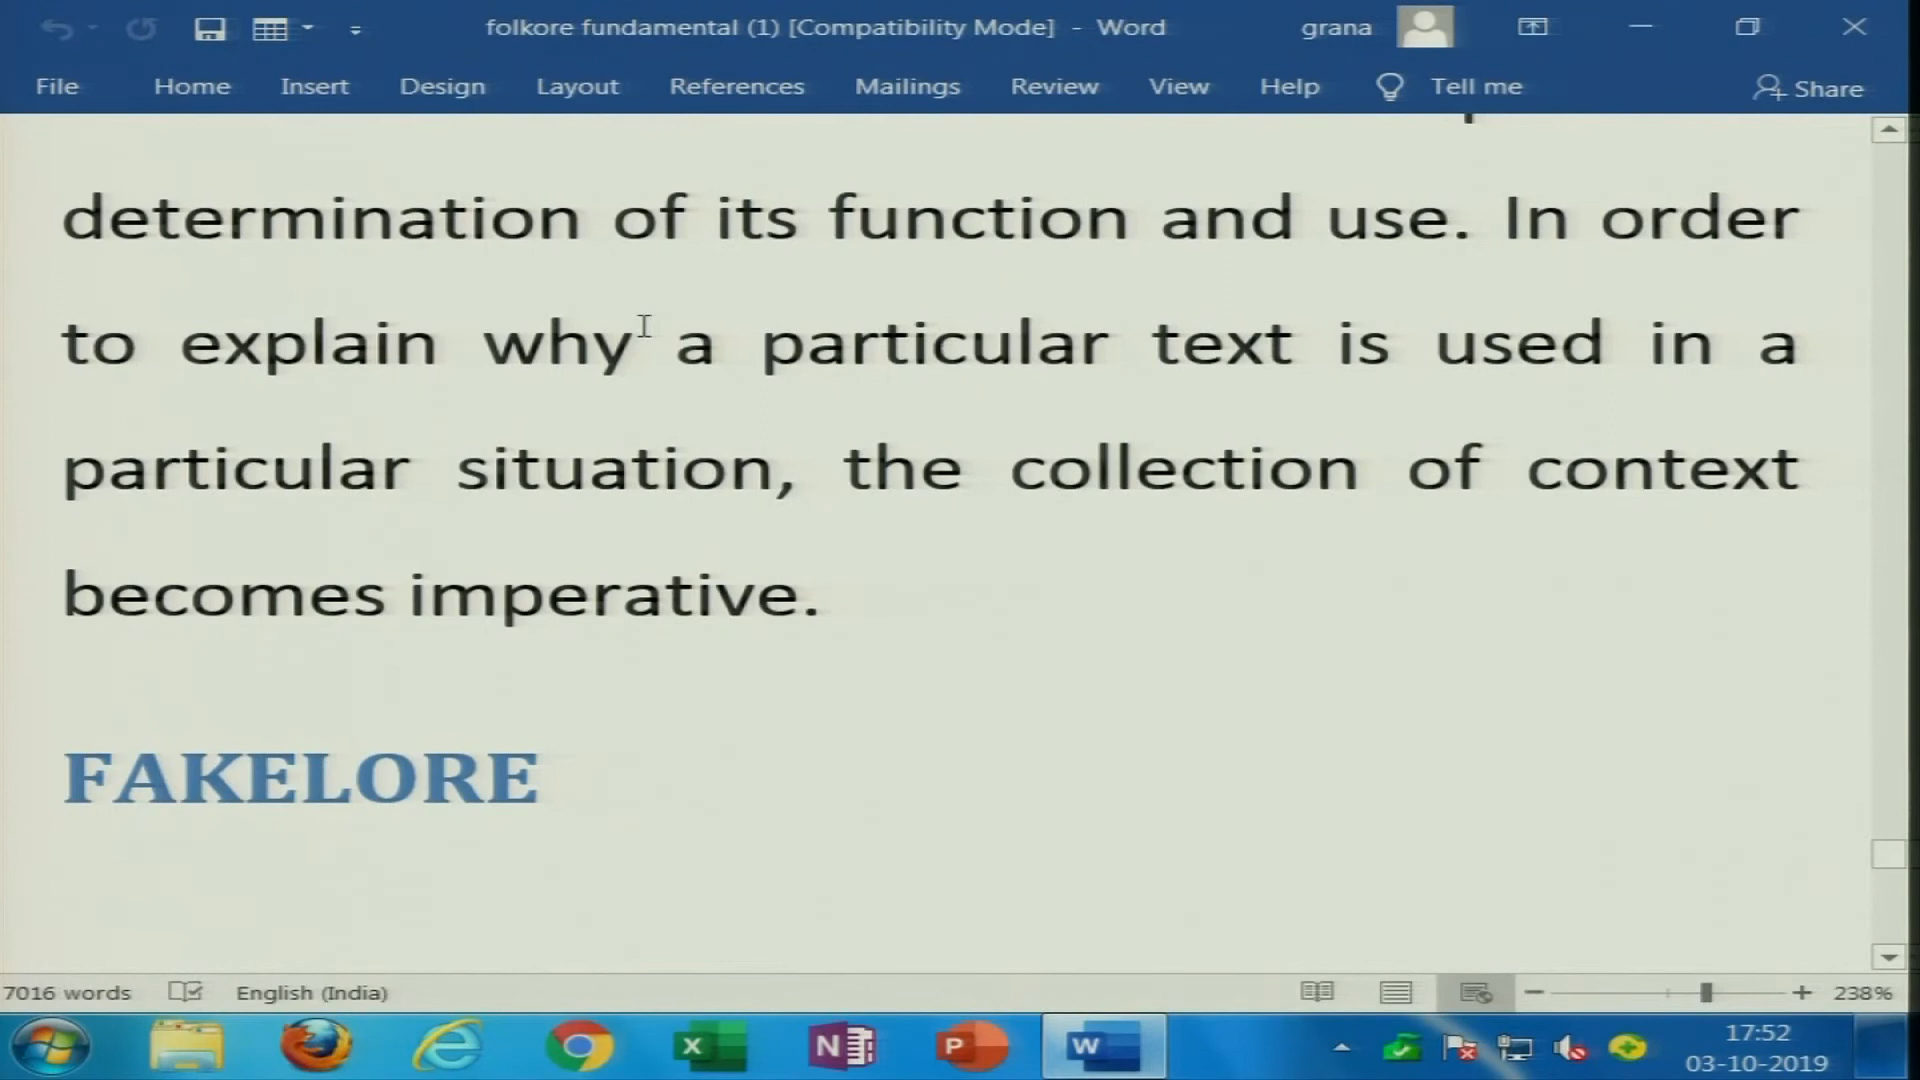 folkore fundamental (1) [Compatibility Mode] - Word
grana
File Home Insert Design Layout References Mailings Review View Help Tell me Share
determination of its function and use. In order
to explain why a particular text is used in a
particular situation, the collection of context
becomes imperative.
FAKELORE
7016 words English (India) 238%
17:52
03-10-2019